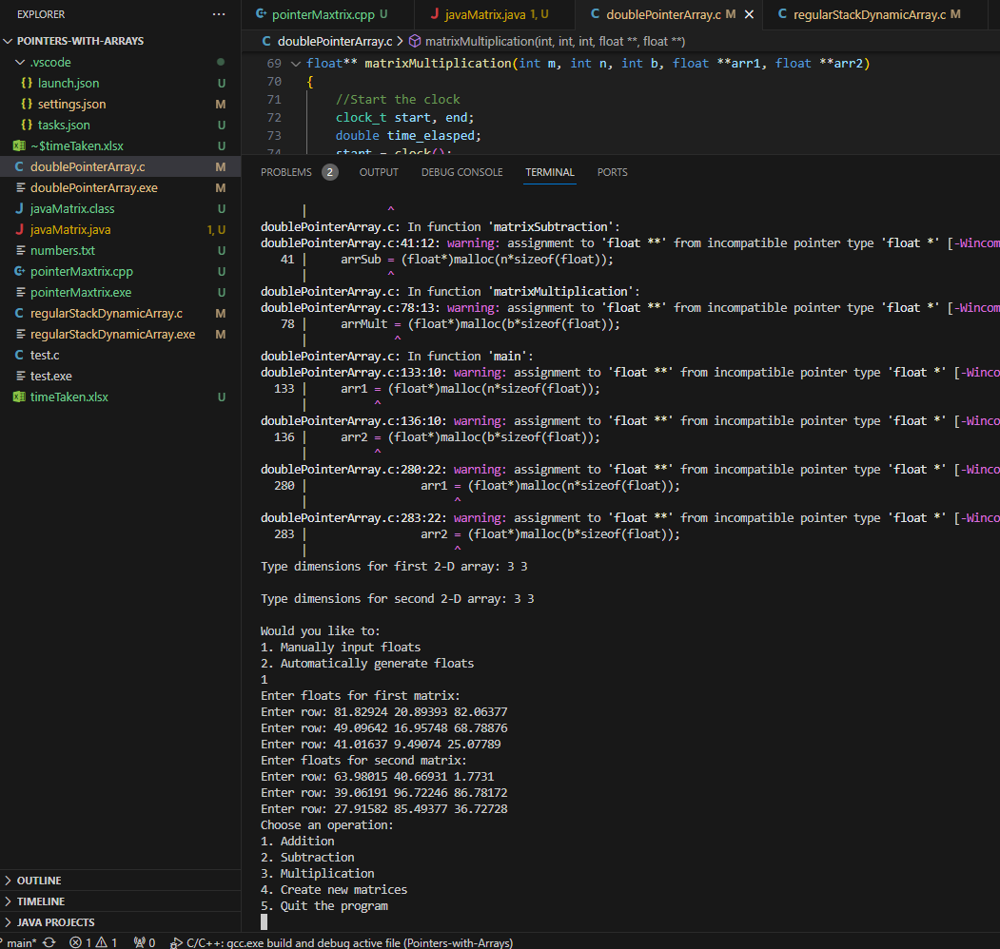 EXPLORER ...
POINTERS-WITH-ARRAYS
.vscode
{} launch.json U
{} settings.json M
{} tasks.json U
~$timeTaken.xlsx U
C doublePointerArray.c M
doublePointerArray.exe M
J javaMatrix.class U
J javaMatrix.java 1, U
numbers.txt U
pointerMaxtrix.cpp U
pointerMaxtrix.exe U
C regularStackDynamicArray.c M
regularStackDynamicArray.exe M
C test.c
test.exe
timeTaken.xlsx U
OUTLINE
TIMELINE
JAVA PROJECTS
pointerMaxtrix.cpp U J javaMatrix.java 1, U C doublePointerArray.c M C regularStackDynamicArray.c M
C doublePointerArray.c > matrixMultiplication(int, int, int, float **, float **)
69 float** matrixMultiplication(int m, int n, int b, float **arr1, float **arr2)
70 {
71 //Start the clock
72 clock_t start, end;
73 double time_elasped;
74 start = clock();
PROBLEMS 2 OUTPUT DEBUG CONSOLE TERMINAL PORTS
| ^
doublePointerArray.c: In function 'matrixSubtraction':
doublePointerArray.c:41:12: warning: assignment to 'float **' from incompatible pointer type 'float *' [-Wincom
41 | arrSub = (float*)malloc(n*sizeof(float));
| ^
doublePointerArray.c: In function 'matrixMultiplication':
doublePointerArray.c:78:13: warning: assignment to 'float **' from incompatible pointer type 'float *' [-Wincom
78 | arrMult = (float*)malloc(b*sizeof(float));
| ^
doublePointerArray.c: In function 'main':
doublePointerArray.c:133:10: warning: assignment to 'float **' from incompatible pointer type 'float *' [-Winco
133 | arr1 = (float*)malloc(n*sizeof(float));
| ^
doublePointerArray.c:136:10: warning: assignment to 'float **' from incompatible pointer type 'float *' [-Winco
136 | arr2 = (float*)malloc(b*sizeof(float));
| ^
doublePointerArray.c:280:22: warning: assignment to 'float **' from incompatible pointer type 'float *' [-Winco
280 | arr1 = (float*)malloc(n*sizeof(float));
| ^
doublePointerArray.c:283:22: warning: assignment to 'float **' from incompatible pointer type 'float *' [-Winco
283 | arr2 = (float*)malloc(b*sizeof(float));
| ^
Type dimensions for first 2-D array: 3 3
Type dimensions for second 2-D array: 3 3
Would you like to:
1. Manually input floats
2. Automatically generate floats
1
Enter floats for first matrix:
Enter row: 81.82924 20.89393 82.06377
Enter row: 49.09642 16.95748 68.78876
Enter row: 41.01637 9.49074 25.07789
Enter floats for second matrix:
Enter row: 63.98015 40.66931 1.7731
Enter row: 39.06191 96.72246 86.78172
Enter row: 27.91582 85.49377 36.72728
Choose an operation:
1. Addition
2. Subtraction
3. Multiplication
4. Create new matrices
5. Quit the program
main* 1 1 0 C/C++: gcc.exe build and debug active file (Pointers-with-Arrays)